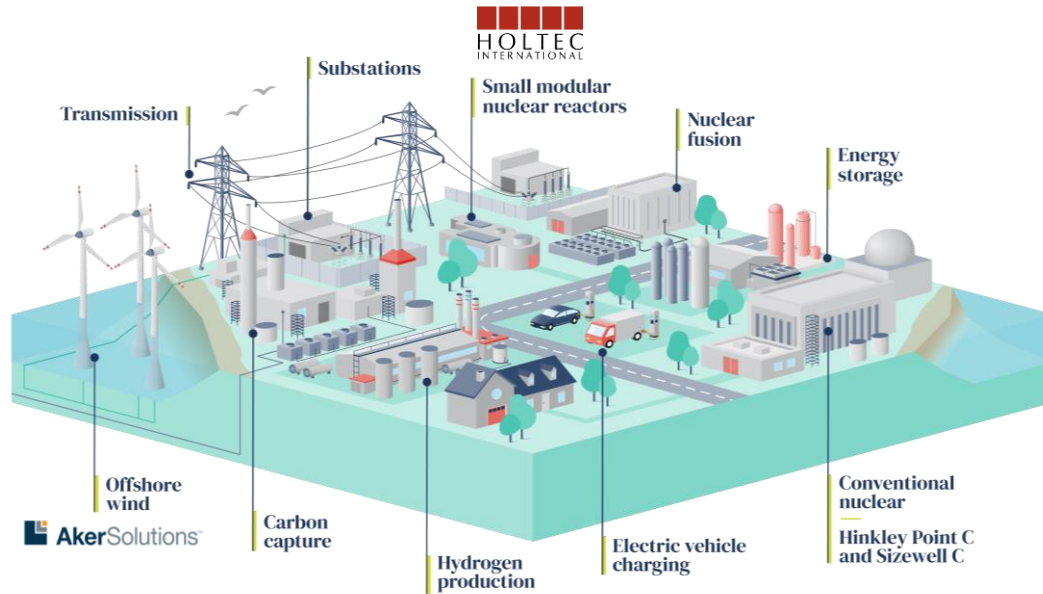 HOLTEC
INTERNATIONAL
Substations
Small modular
nuclear reactors
Transmission
Nuclear
fusion
Energy
storage
Offshore
wind
AkerSolutions™
Carbon
capture
Hydrogen
production
Electric vehicle
charging
Conventional
nuclear
Hinkley Point C
and Sizewell C